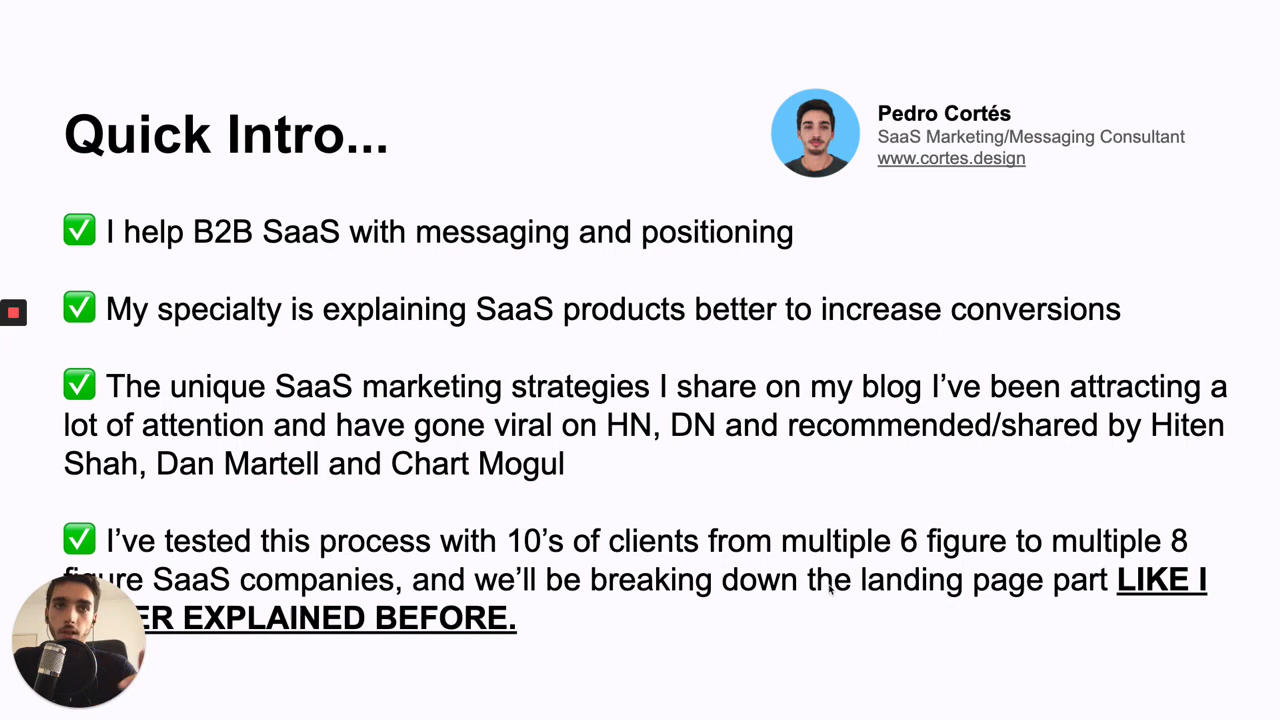 Quick Intro...
Pedro Cortés
SaaS Marketing/Messaging Consultant
www.cortes.design
✅ I help B2B SaaS with messaging and positioning
✅ My specialty is explaining SaaS products better to increase conversions
✅ The unique SaaS marketing strategies I share on my blog I’ve been attracting a
lot of attention and have gone viral on HN, DN and recommended/shared by Hiten
Shah, Dan Martell and Chart Mogul
✅ I’ve tested this process with 10’s of clients from multiple 6 figure to multiple 8
figure SaaS companies, and we’ll be breaking down the landing page part LIKE I
EXPLAINED BEFORE.